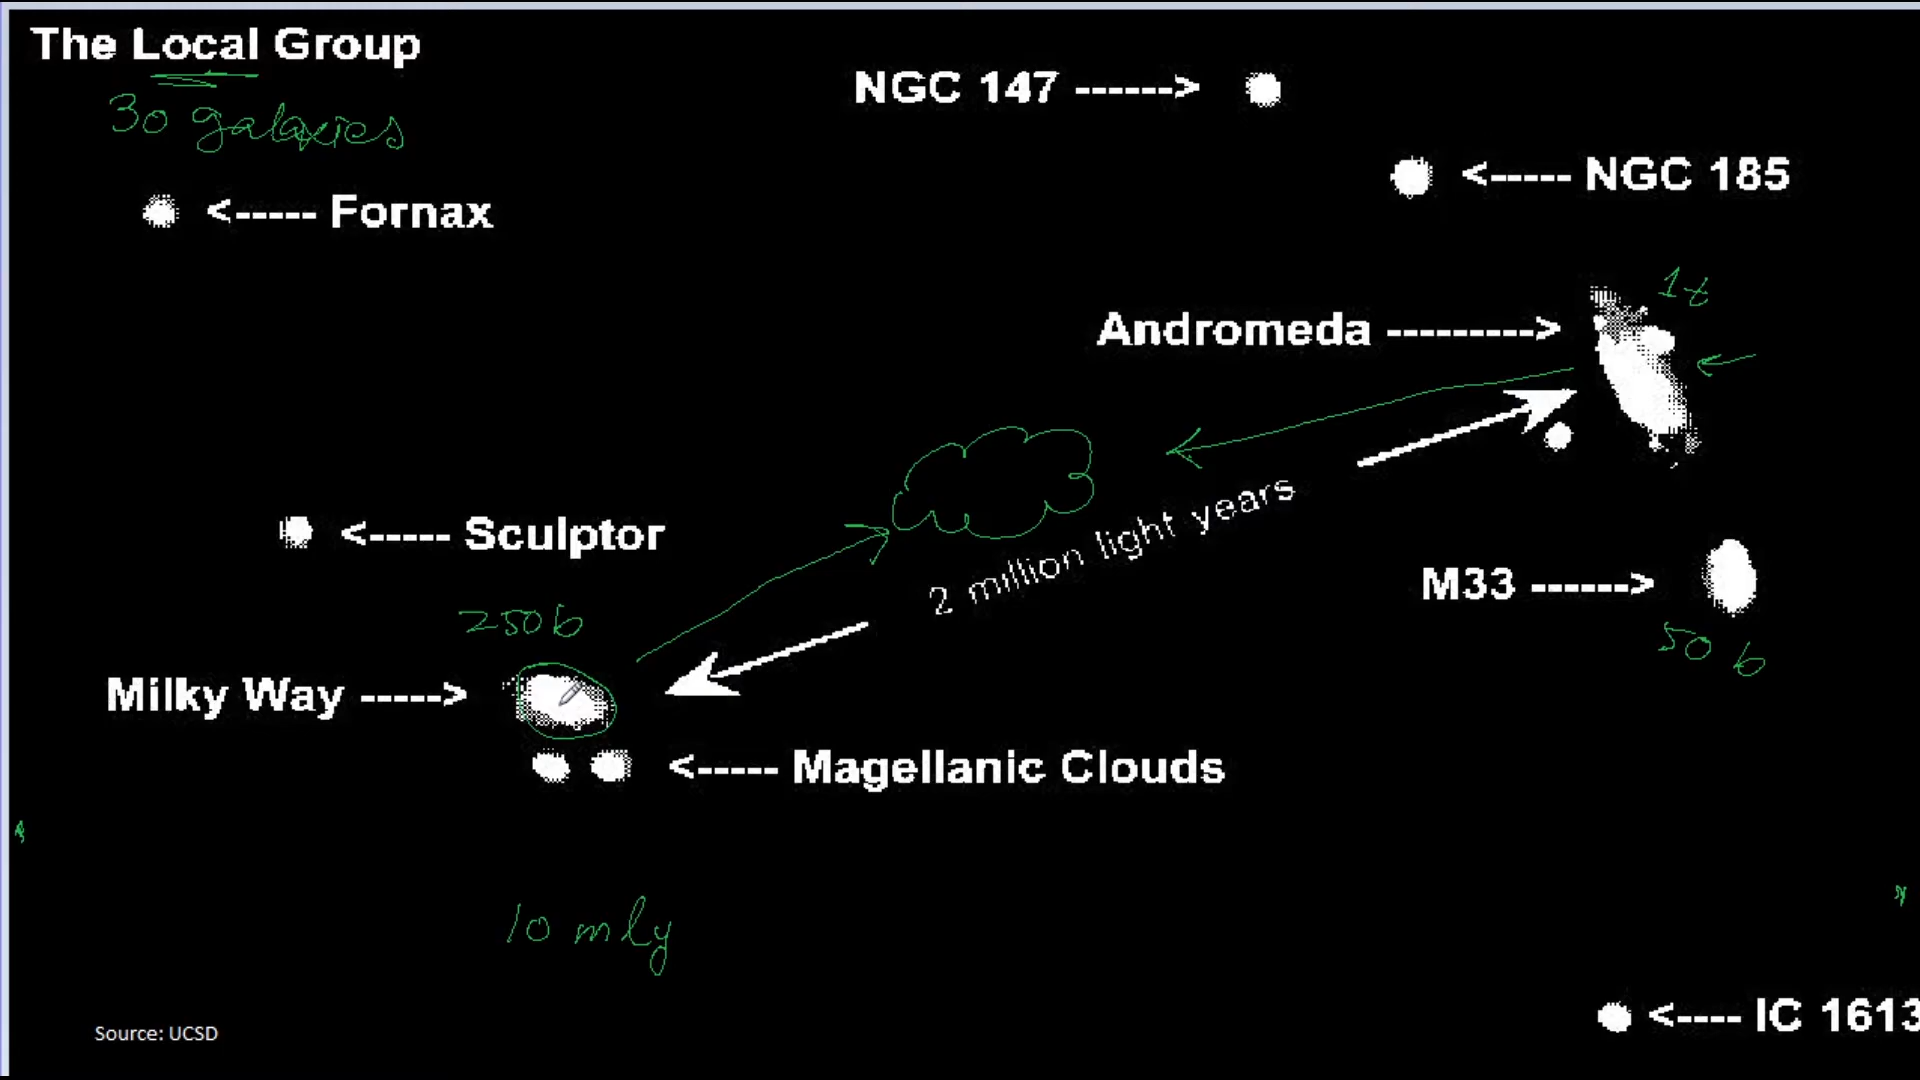 The Local Group
30 galaxies
NGC 147 ------>
<----- NGC 185
<----- Fornax
1t
Andromeda --------->
2 million light years
<----- Sculptor
M33 ------>
250b
50 b
Milky Way ----->
<----- Magellanic Clouds
10 mly
<---- IC 1613
Source: UCSD